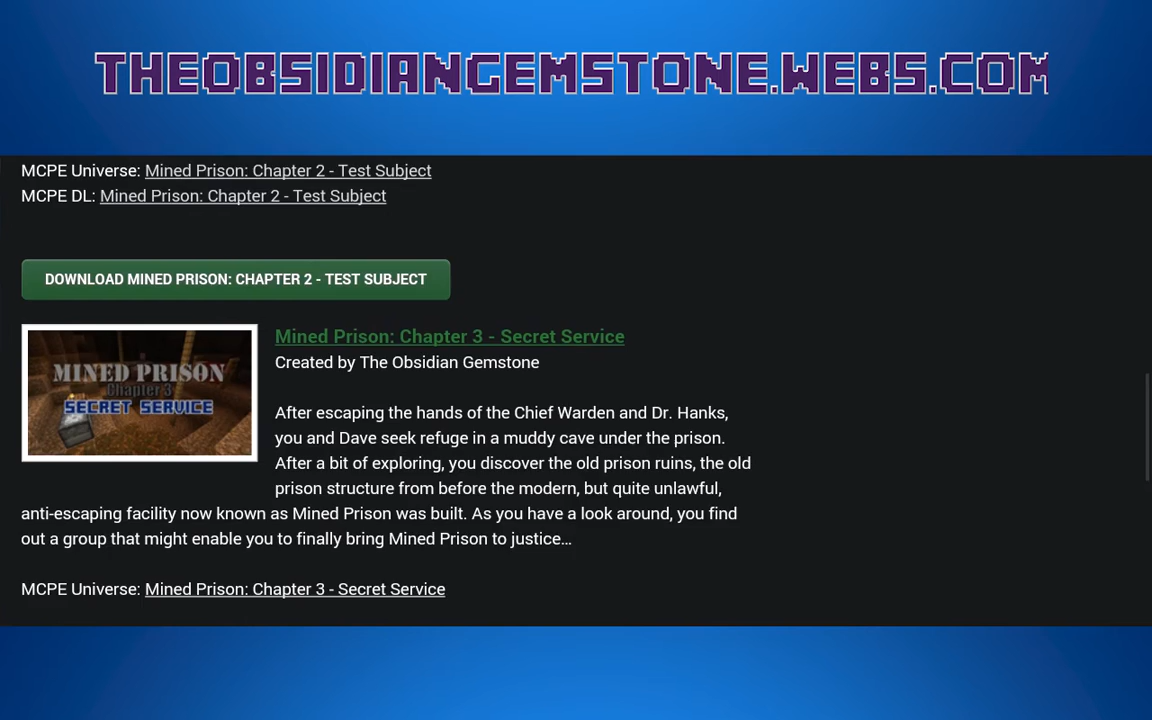 THEOBSIDIANGEMSTONE.WEBS.COM
MCPE Universe: Mined Prison: Chapter 2 - Test Subject
MCPE DL: Mined Prison: Chapter 2 - Test Subject
DOWNLOAD MINED PRISON: CHAPTER 2 - TEST SUBJECT
MINED PRISON
Chapter 3
SECRET SERVICE
Mined Prison: Chapter 3 - Secret Service
Created by The Obsidian Gemstone
After escaping the hands of the Chief Warden and Dr. Hanks,
you and Dave seek refuge in a muddy cave under the prison.
After a bit of exploring, you discover the old prison ruins, the old
prison structure from before the modern, but quite unlawful,
anti-escaping facility now known as Mined Prison was built. As you have a look around, you find
out a group that might enable you to finally bring Mined Prison to justice...
MCPE Universe: Mined Prison: Chapter 3 - Secret Service